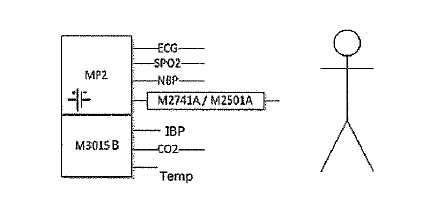 ECG
SPO2
MP2
NBP
M2741A / M2501A
IBP
M3015B
CO2
Temp